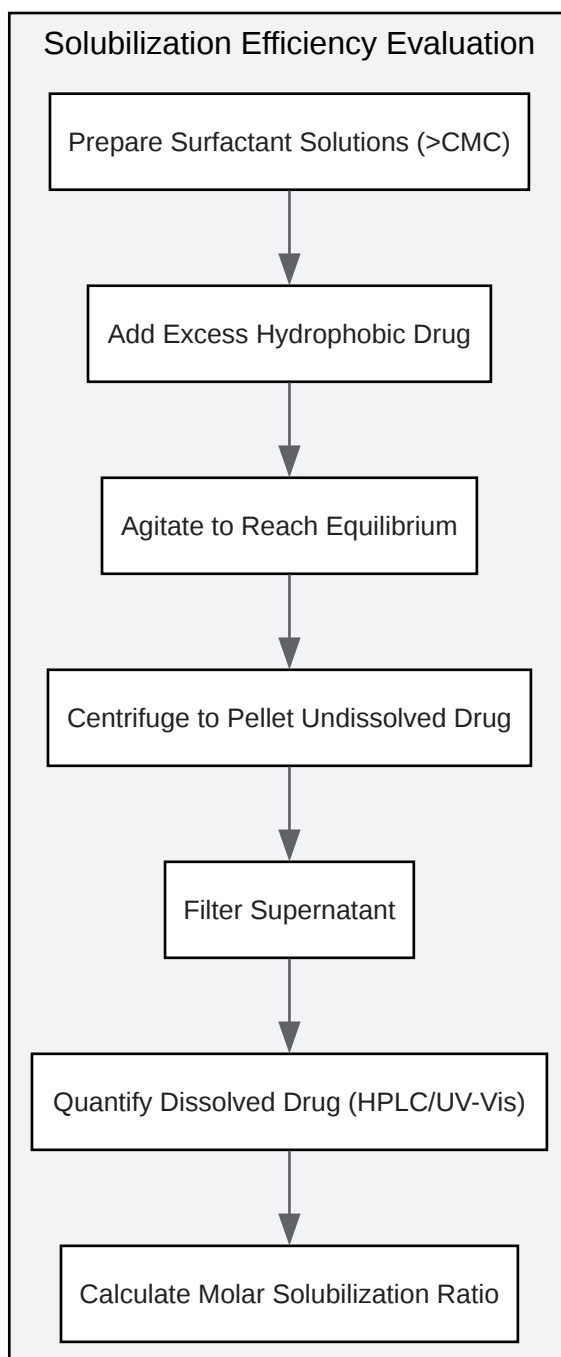 Solubilization Efficiency Evaluation
Prepare Surfactant Solutions (>CMC)
Add Excess Hydrophobic Drug
Agitate to Reach Equilibrium
Centrifuge to Pellet Undissolved Drug
Filter Supernatant
Quantify Dissolved Drug (HPLC/UV-Vis)
Calculate Molar Solubilization Ratio